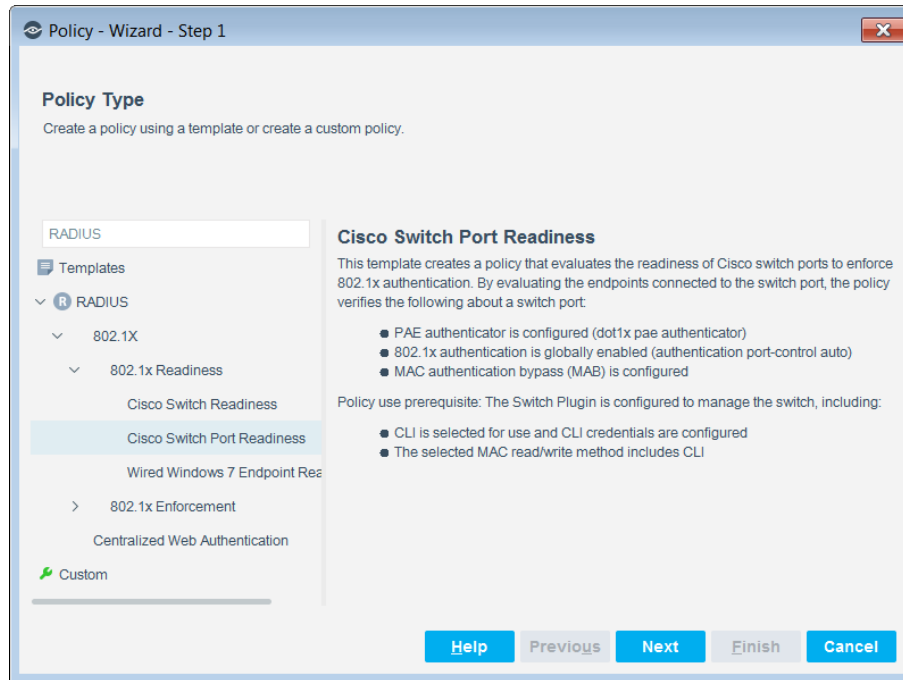 Policy - Wizard - Step 1
Policy Type
Create a policy using a template or create a custom policy.
RADIUS
Templates
R RADIUS
802.1X
802.1x Readiness
Cisco Switch Readiness
Cisco Switch Port Readiness
Wired Windows 7 Endpoint Rea
802.1x Enforcement
Centralized Web Authentication
Custom
Cisco Switch Port Readiness
This template creates a policy that evaluates the readiness of Cisco switch ports to enforce
802.1x authentication. By evaluating the endpoints connected to the switch port, the policy
verifies the following about a switch port:
PAE authenticator is configured (dot1x pae authenticator)
802.1x authentication is globally enabled (authentication port-control auto)
MAC authentication bypass (MAB) is configured
Policy use prerequisite: The Switch Plugin is configured to manage the switch, including:
CLI is selected for use and CLI credentials are configured
The selected MAC read/write method includes CLI
Help Previous Next Finish Cancel